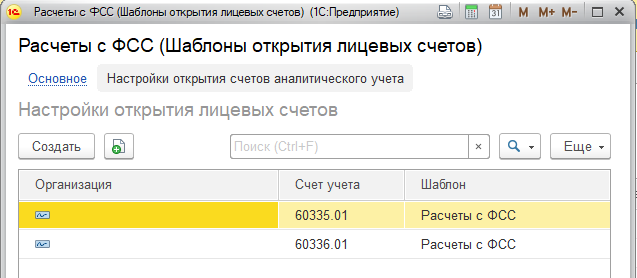 1С Расчеты с ФСС (Шаблоны открытия лицевых счетов) (1С:Предприятие) 31 M M+ M-
Расчеты с ФСС (Шаблоны открытия лицевых счетов)
Основное Настройки открытия счетов аналитического учета
Настройки открытия лицевых счетов
Создать Поиск (Ctrl+F) × Еще
Организация Счет учета Шаблон
60335.01 Расчеты с ФСС
60336.01 Расчеты с ФСС